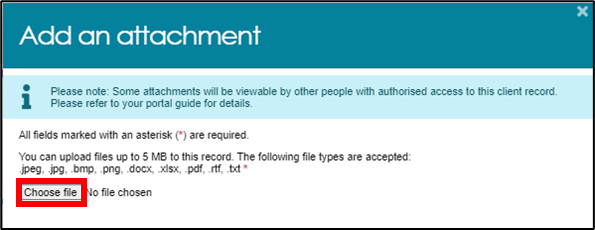 Add an attachment
Please note: Some attachments will be viewable by other people with authorised access to this client record.
Please refer to your portal guide for details.
All fields marked with an asterisk (*) are required.
You can upload files up to 5 MB to this record. The following file types are accepted:
.jpeg, .jpg, .bmp, .png, .docx, .xlsx, .pdf, .rtf, .txt *
Choose file No file chosen